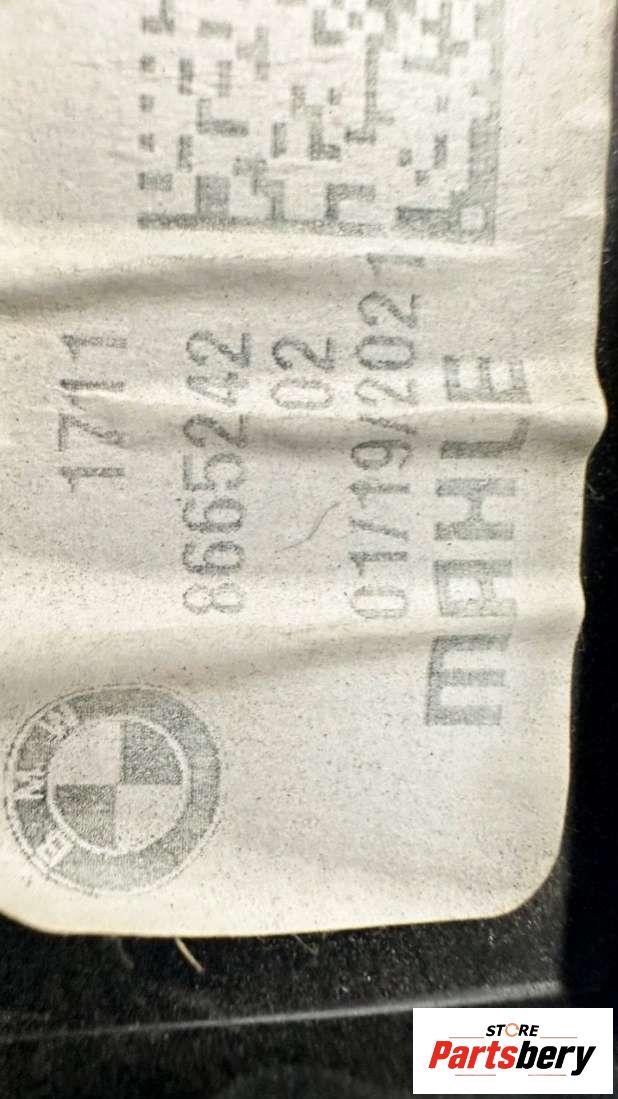 1711
8665242
02
01/19/2021
MAHLE
BMW
STORE
Partsbery